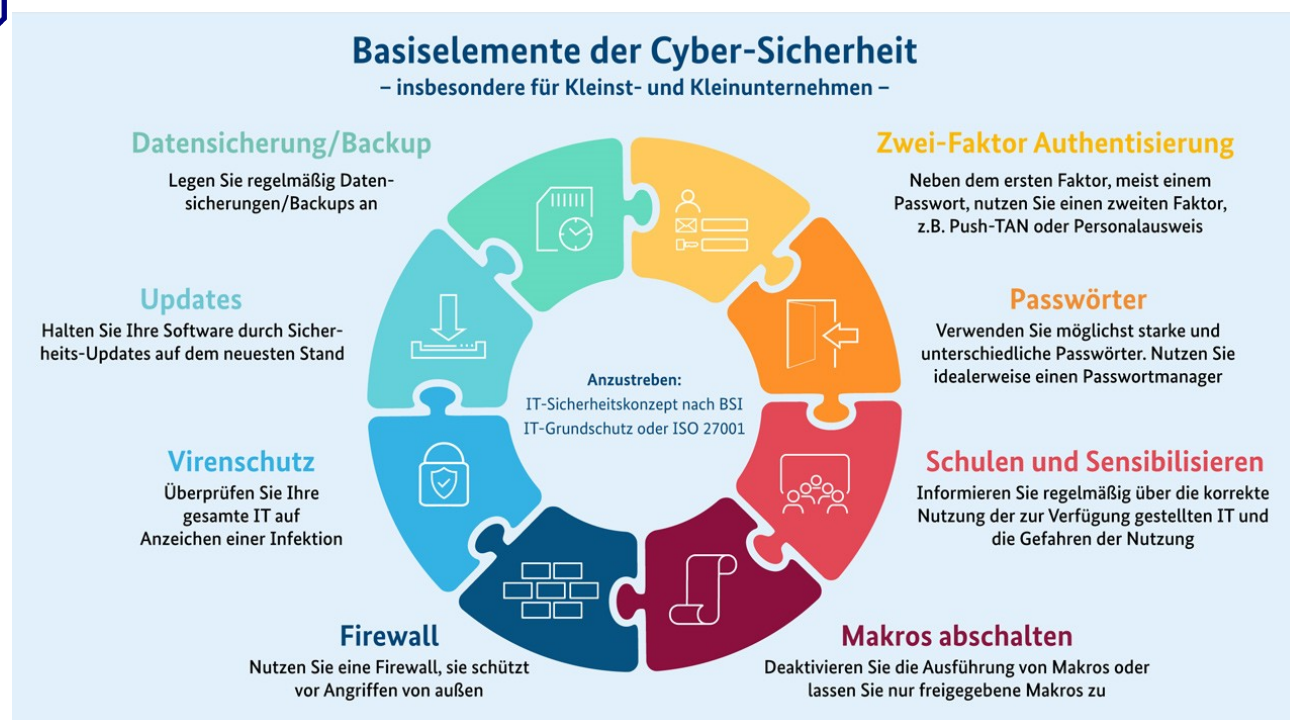 Basiselemente der Cyber-Sicherheit
– insbesondere für Kleinst- und Kleinunternehmen –
Datensicherung/Backup
Legen Sie regelmäßig Daten-
sicherungen/Backups an
Zwei-Faktor Authentisierung
Neben dem ersten Faktor, meist einem
Passwort, nutzen Sie einen zweiten Faktor,
z.B. Push-TAN oder Personalausweis
Updates
Halten Sie Ihre Software durch Sicher-
heits-Updates auf dem neuesten Stand
Passwörter
Verwenden Sie möglichst starke und
unterschiedliche Passwörter. Nutzen Sie
idealerweise einen Passwortmanager
Anzustreben:
IT-Sicherheitskonzept nach BSI
IT-Grundschutz oder ISO 27001
Virenschutz
Überprüfen Sie Ihre
gesamte IT auf
Anzeichen einer Infektion
Schulen und Sensibilisieren
Informieren Sie regelmäßig über die korrekte
Nutzung der zur Verfügung gestellten IT und
die Gefahren der Nutzung
Firewall
Nutzen Sie eine Firewall, sie schützt
vor Angriffen von außen
Makros abschalten
Deaktivieren Sie die Ausführung von Makros oder
lassen Sie nur freigegebene Makros zu